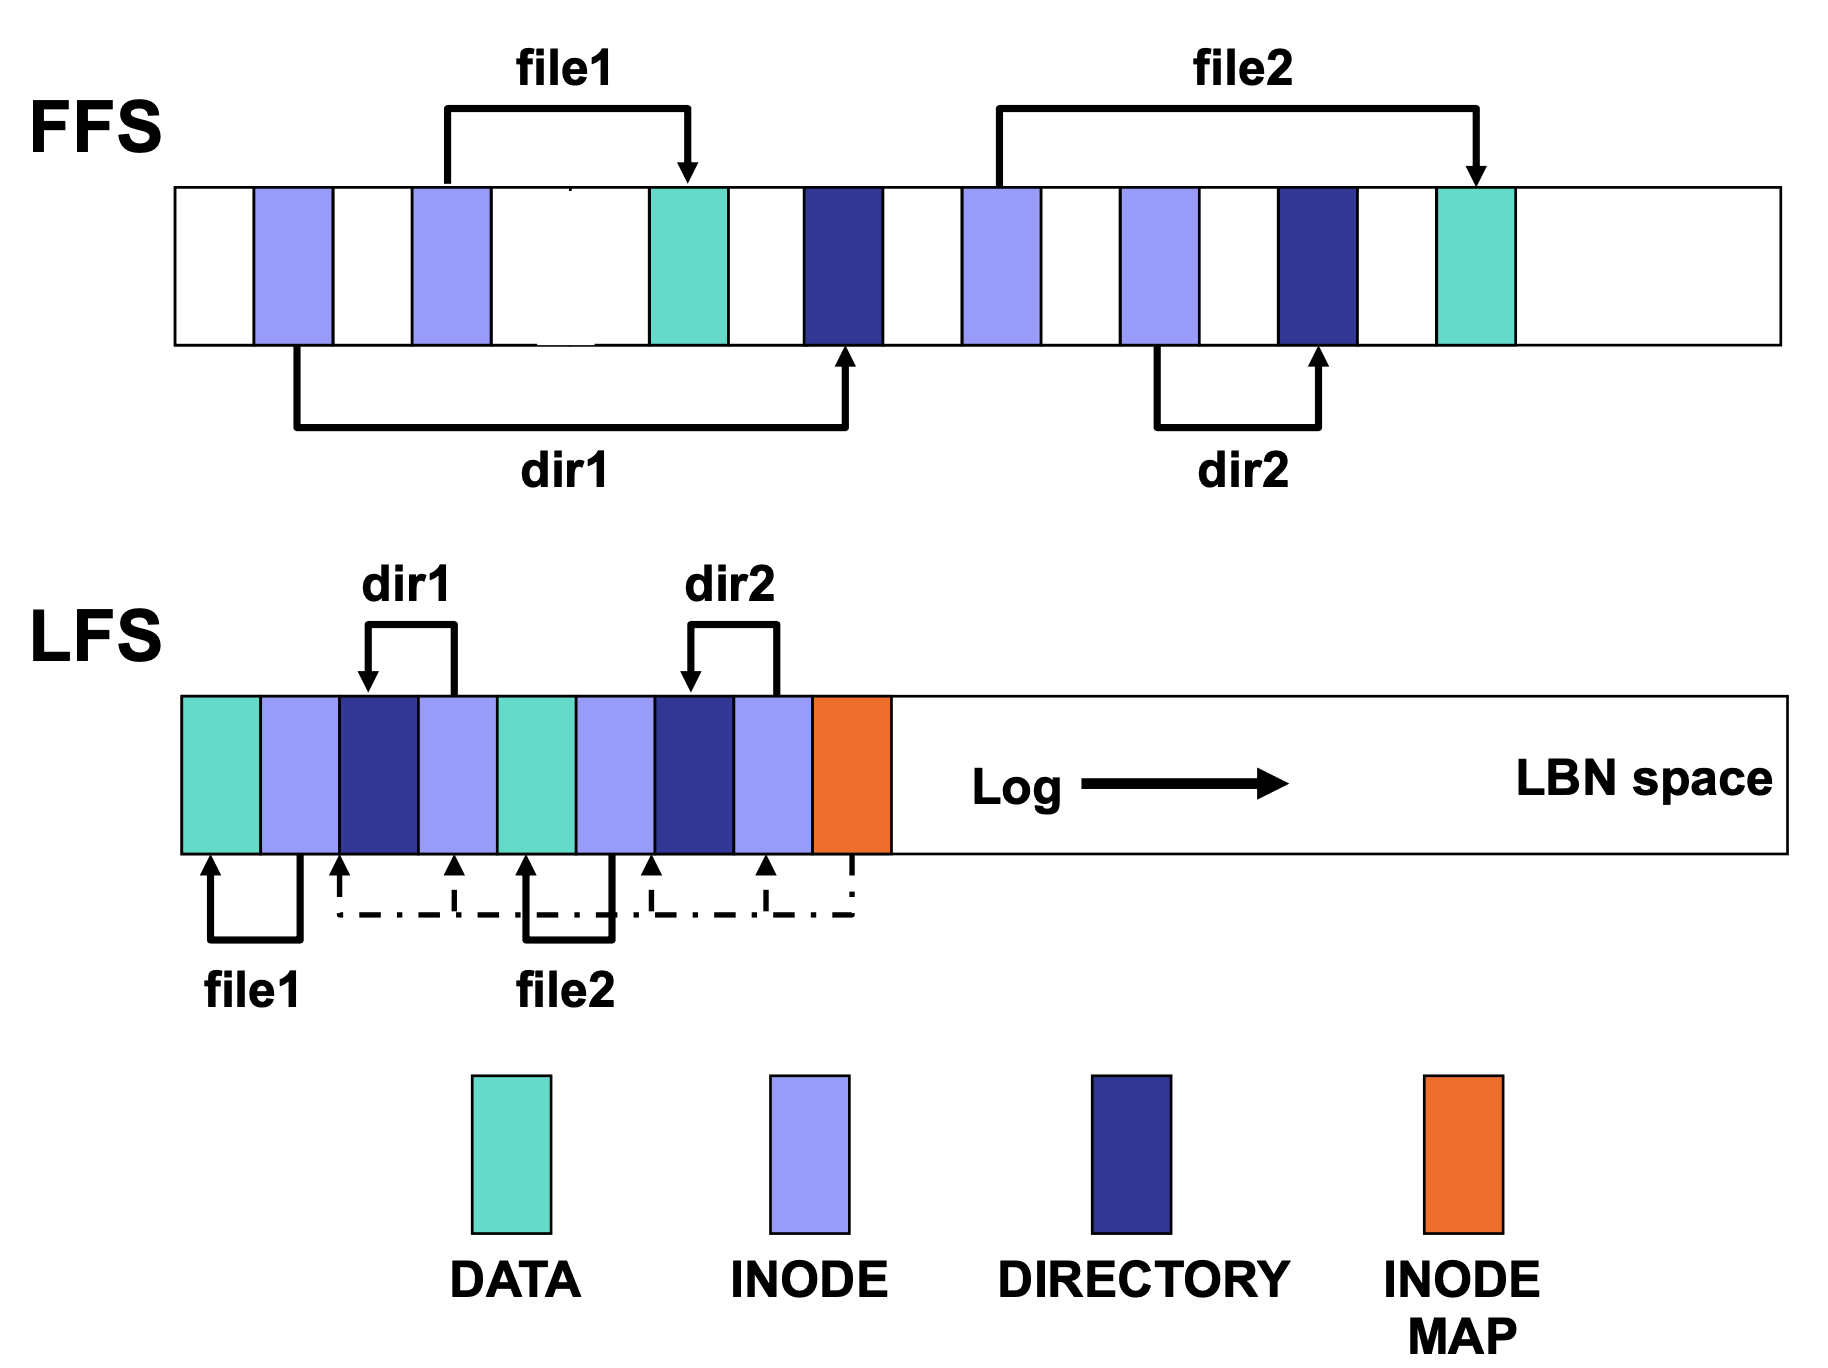 file1
file2
FFS
dir1
dir2
dir1
dir2
LFS
Log
LBN space
file1
file2
DATA
INODE
DIRECTORY
INODE
MAP